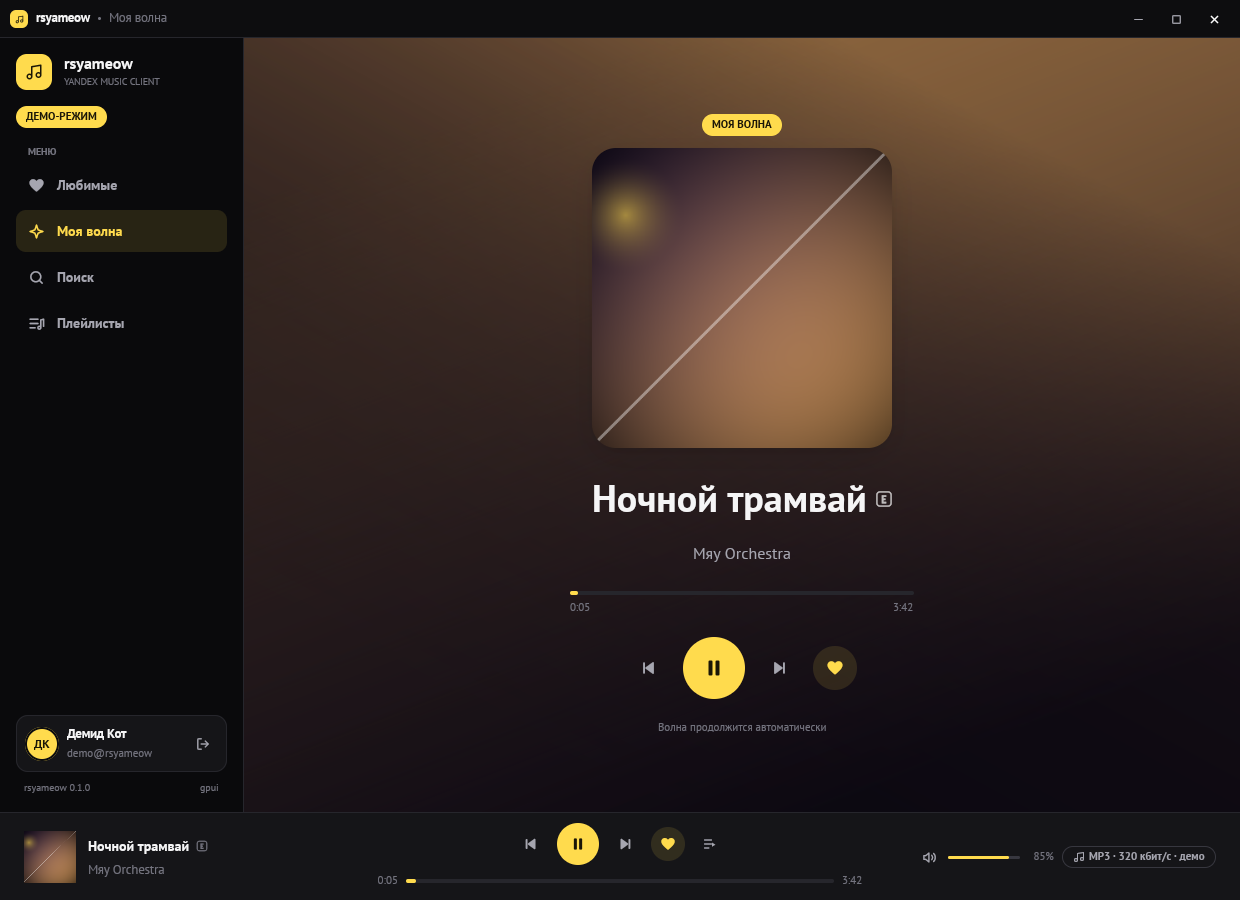 rsyameow • Моя волна
rsyameow
YANDEX MUSIC CLIENT
ДЕМО-РЕЖИМ
МЕНЮ
Любимые
Моя волна
Поиск
Плейлисты
ДК
Демид Кот
demo@rsyameow
rsyameow 0.1.0
gpui
МОЯ ВОЛНА
Ночной трамвай E
Мяу Orchestra
0:05
3:42
Волна продолжится автоматически
Ночной трамвай E
Мяу Orchestra
0:05
3:42
85%
MP3 · 320 кбит/с · демо